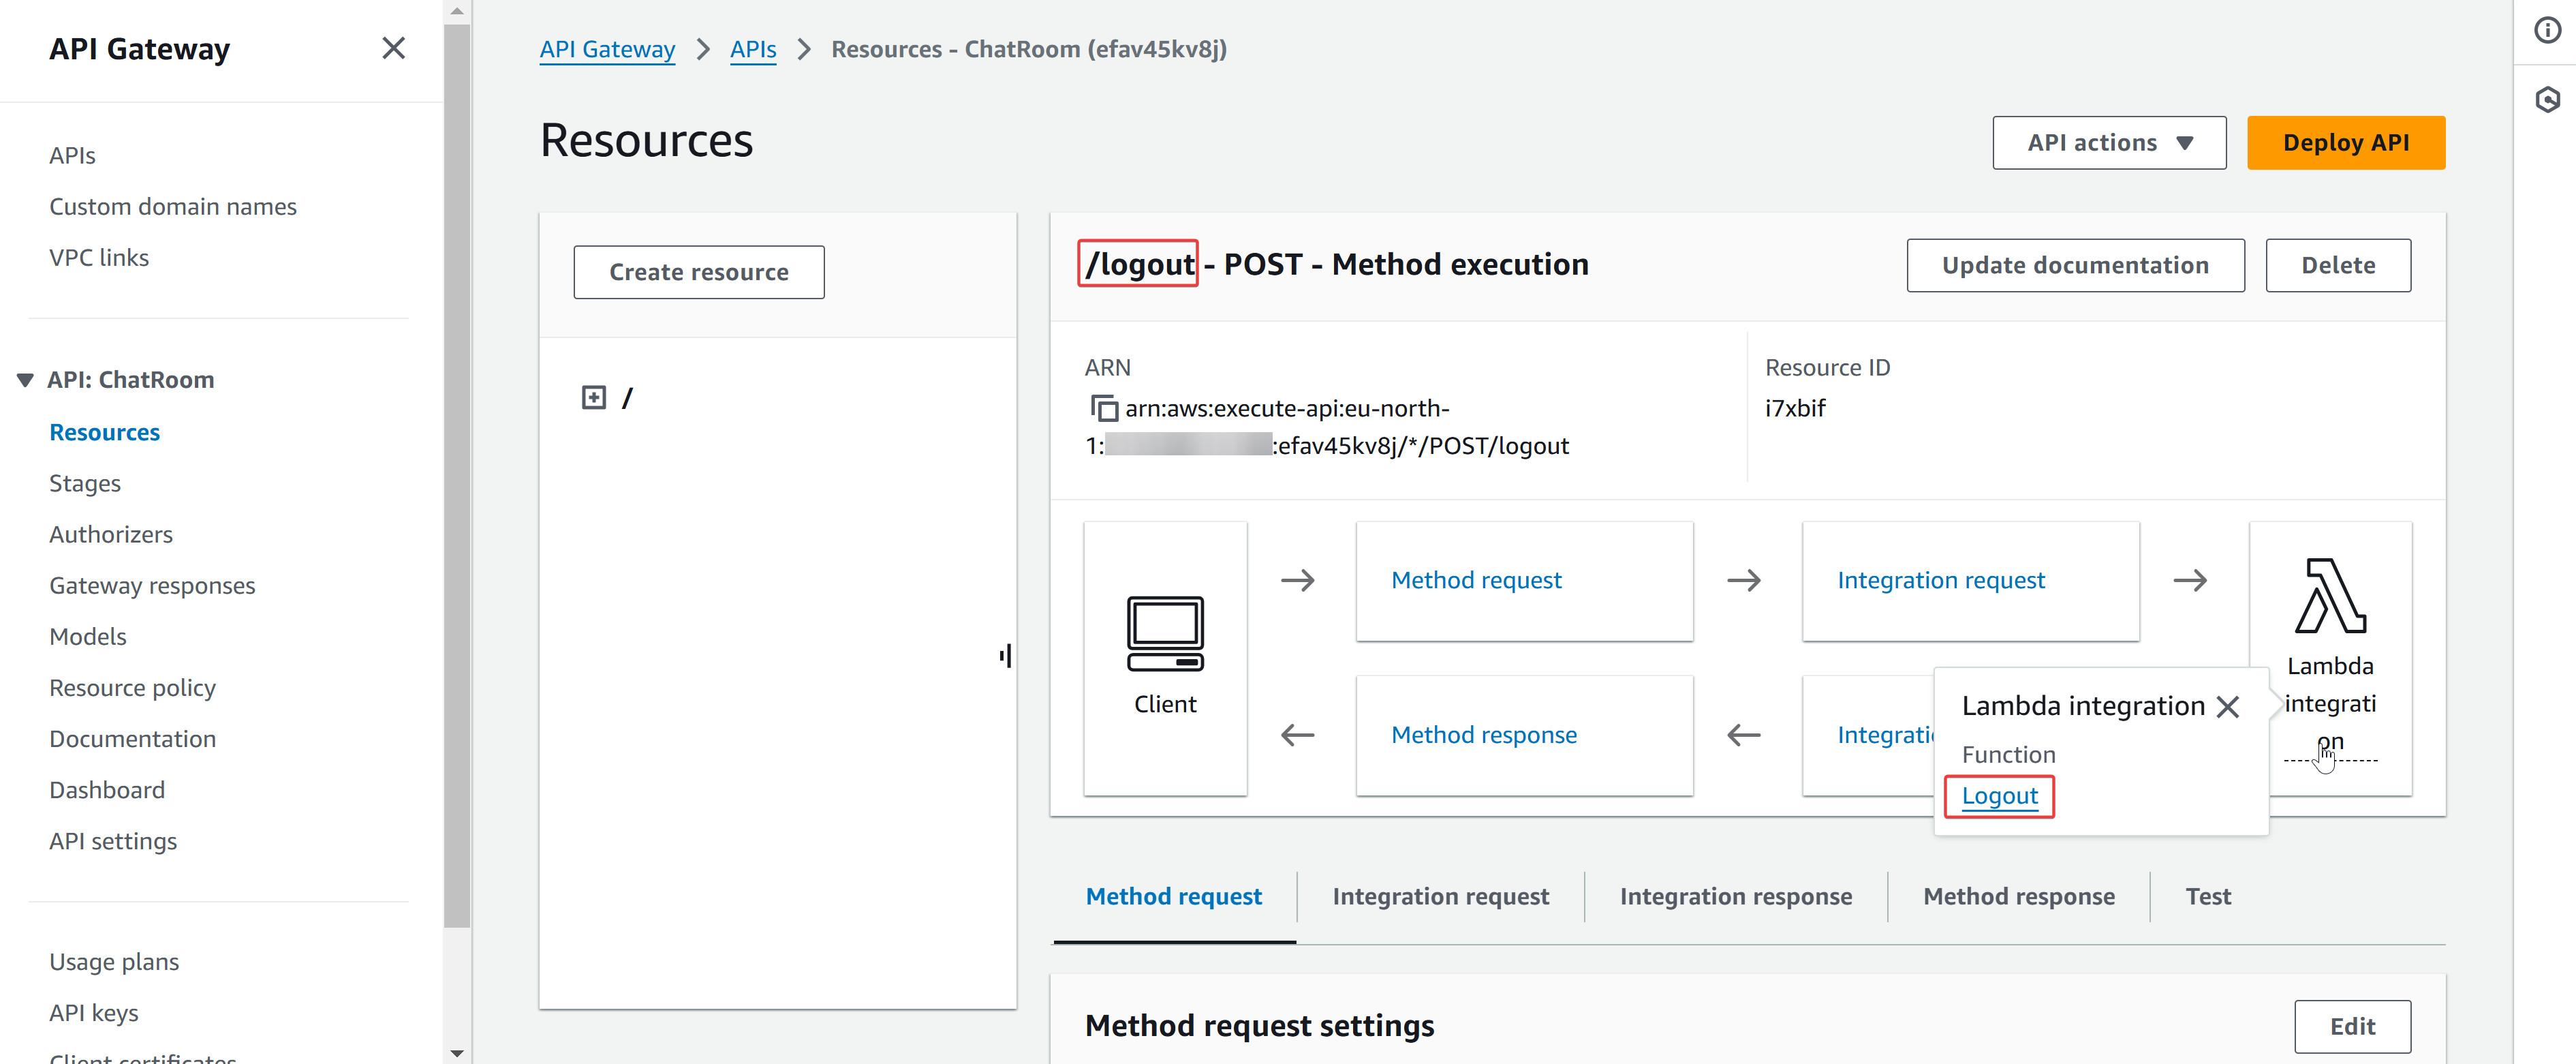 API Gateway
APIs
Custom domain names
VPC links
API: ChatRoom
Resources
Stages
Authorizers
Gateway responses
Models
Resource policy
Documentation
Dashboard
API settings
Usage plans
API keys
Client certificates
API Gateway > APIs > Resources - ChatRoom (efav45kv8j)
Resources
API actions
Deploy API
Create resource
/
/logout - POST - Method execution
Update documentation
Delete
ARN
arn:aws:execute-api:eu-north-
1:
:efav45kv8j/*/POST/logout
Resource ID
i7xbif
Client
Method request
Integration request
Lambda
integrati
on
Method response
Integrati
Lambda integration
Function
Logout
Method request
Integration request
Integration response
Method response
Test
Method request settings
Edit